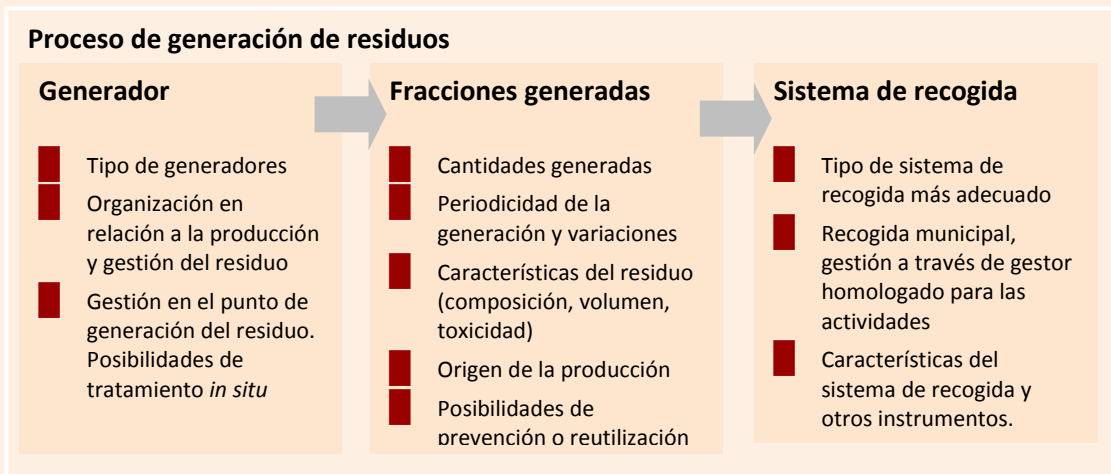 Proceso de generación de residuos
Generador
Tipo de generadores
Organización en
relación a la producción
y gestión del residuo
Gestión en el punto de
generación del residuo.
Posibilidades de
tratamiento in situ
Fracciones generadas
Cantidades generadas
Periodicidad de la
generación y variaciones
Características del residuo
(composición, volumen,
toxicidad)
Origen de la producción
Posibilidades de
prevención o reutilización
Sistema de recogida
Tipo de sistema de
recogida más adecuado
Recogida municipal,
gestión a través de gestor
homologado para las
actividades
Características del
sistema de recogida y
otros instrumentos.